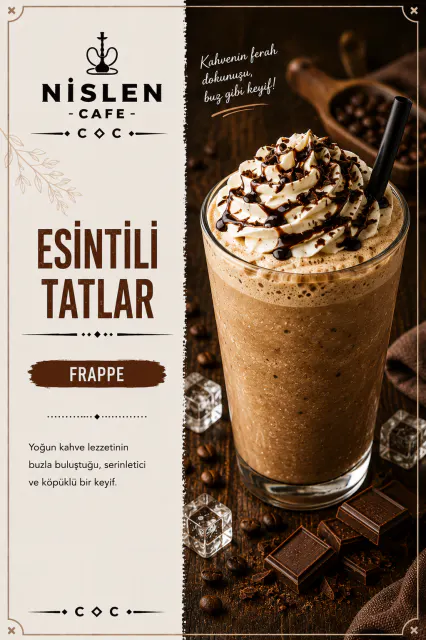 NİSLEN
- CAFE -
C ◇ C
Kahvenin ferah
dokunuşu,
buz gibi keyif!
ESİNTİLİ
TATLAR
FRAPPE
Yoğun kahve lezzetinin
buzla buluştuğu, serinletici
ve köpüklü bir keyif.
C ◇ C